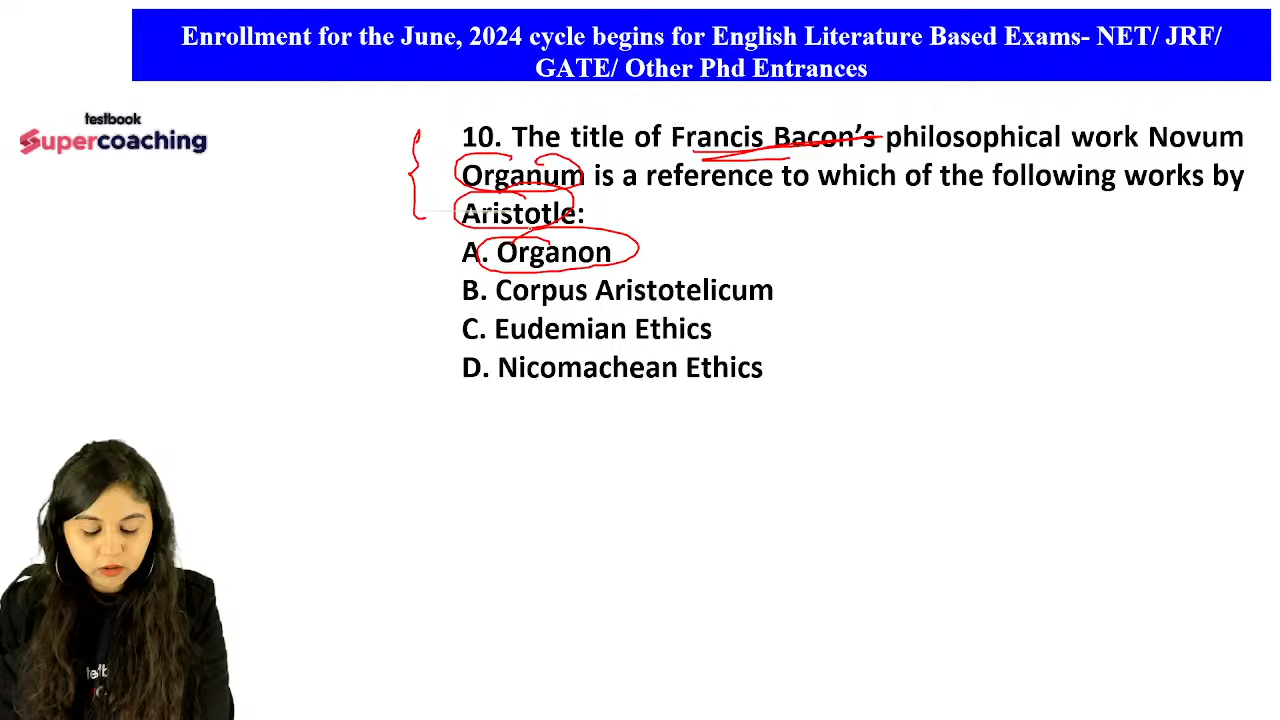 Enrollment for the June, 2024 cycle begins for English Literature Based Exams- NET/ JRF/
GATE/ Other Phd Entrances
testbook
Supercoaching
10. The title of Francis Bacon's philosophical work Novum
Organum is a reference to which of the following works by
Aristotle:
A. Organon
B. Corpus Aristotelicum
C. Eudemian Ethics
D. Nicomachean Ethics